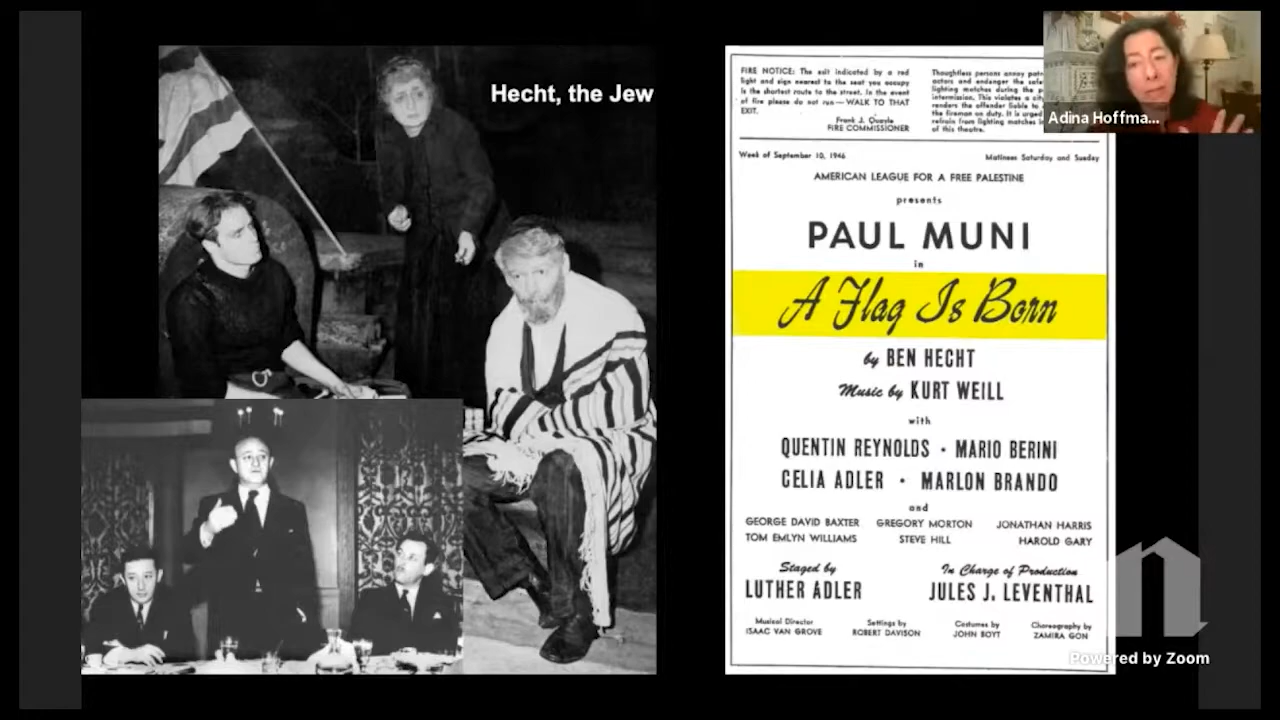 Hecht, the Jew
FIRE NOTICE: The exit indicated by a red
light and sign nearest to the seat you occupy
is the shortest route to the street. In the event
of fire please do not run—WALK TO THAT
EXIT.
Frank J. Quayle
FIRE COMMISSIONER
Thoughtless persons annoy
actors and endanger the
lighting matches during the
intermission. This violates a
renders the offender liable to
the fireman on duty. It is urged
refrain from lighting matches
of this theatre.
Adina Hoffma...
Week of September 10, 1946
Matinees Saturday and Sunday
AMERICAN LEAGUE FOR A FREE PALESTINE
presents
PAUL MUNI
in
A Flag Is Born
by BEN HECHT
Music by KURT WEILL
with
QUENTIN REYNOLDS • MARIO BERINI
CELIA ADLER • MARLON BRANDO
and
GEORGE DAVID BAXTER GREGORY MORTON JONATHAN HARRIS
TOM EMLYN WILLIAMS STEVE HILL HAROLD GARY
Staged by
LUTHER ADLER
In Charge of Production
JULES J. LEVENTHAL
Musical Director
ISAAC VAN GROVE
Settings by
ROBERT DAVISON
Costumes by
JOHN BOYT
Choreography by
ZAMIRA GON
n
Powered by Zoom